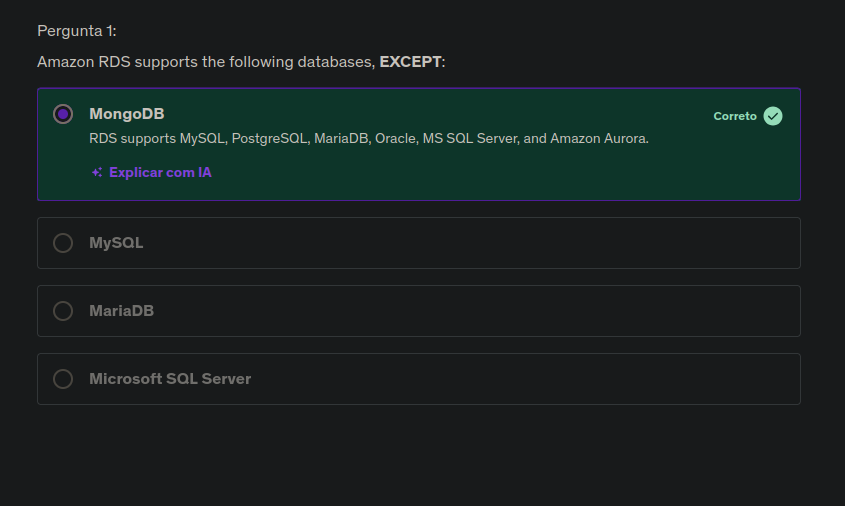 Pergunta 1:
Amazon RDS supports the following databases, EXCEPT:
MongoDB
Correto
RDS supports MySQL, PostgreSQL, MariaDB, Oracle, MS SQL Server, and Amazon Aurora.
Explicar com IA
MySQL
MariaDB
Microsoft SQL Server